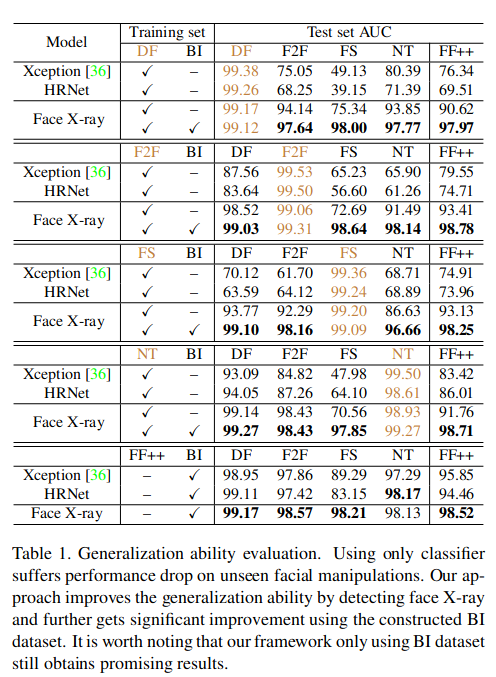 Model Training set Test set AUC
DF BI DF F2F FS NT FF++
Xception [36] ✓ – 99.38 75.05 49.13 80.39 76.34
HRNet ✓ – 99.26 68.25 39.15 71.39 69.51
Face X-ray ✓ – 99.17 94.14 75.34 93.85 90.62
✓ ✓ 99.12 97.64 98.00 97.77 97.97
F2F BI DF F2F FS NT FF++
Xception [36] ✓ – 87.56 99.53 65.23 65.90 79.55
HRNet ✓ – 83.64 99.50 56.60 61.26 74.71
Face X-ray ✓ – 98.52 99.06 72.69 91.49 93.41
✓ ✓ 99.03 99.31 98.64 98.14 98.78
FS BI DF F2F FS NT FF++
Xception [36] ✓ – 70.12 61.70 99.36 68.71 74.91
HRNet ✓ – 63.59 64.12 99.24 68.89 73.96
Face X-ray ✓ – 93.77 92.29 99.20 86.63 93.13
✓ ✓ 99.10 98.16 99.09 96.66 98.25
NT BI DF F2F FS NT FF++
Xception [36] ✓ – 93.09 84.82 47.98 99.50 83.42
HRNet ✓ – 94.05 87.26 64.10 98.61 86.01
Face X-ray ✓ – 99.14 98.43 70.56 98.93 91.76
✓ ✓ 99.27 98.43 97.85 99.27 98.71
FF++ BI DF F2F FS NT FF++
Xception [36] – ✓ 98.95 97.86 89.29 97.29 95.85
HRNet – ✓ 99.11 97.42 83.15 98.17 94.46
Face X-ray – ✓ 99.17 98.57 98.21 98.13 98.52
Table 1. Generalization ability evaluation. Using only classifier
suffers performance drop on unseen facial manipulations. Our ap-
proach improves the generalization ability by detecting face X-ray
and further gets significant improvement using the constructed BI
dataset. It is worth noting that our framework only using BI dataset
still obtains promising results.